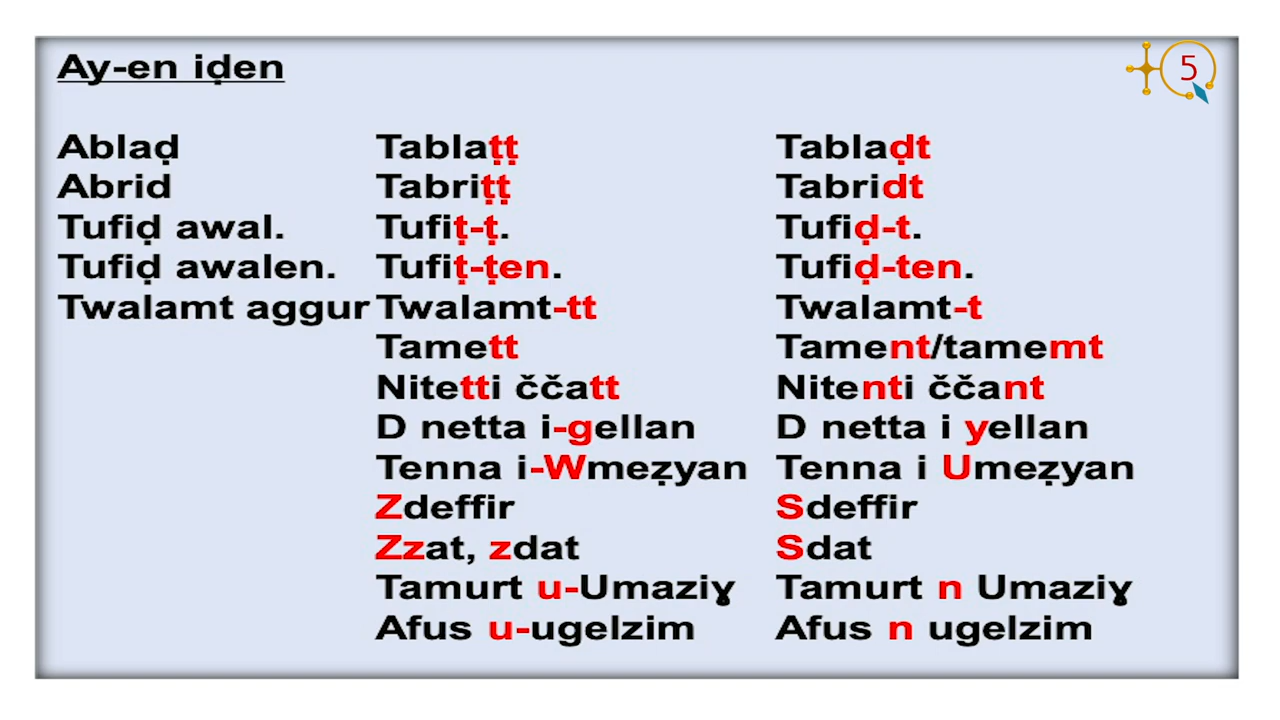 Ay-en iḍen
5
Ablaḍ Tablaṭṭ Tabladt
Abrid Tabriṭṭ Tabridt
Tufiḍ awal. Tufiṭ-ṭ. Tufiḍ-t.
Tufiḍ awalen. Tufiṭ-ṭen. Tufiḍ-ten.
Twalamt aggur Twalamt-tt Twalamt-t
Tamett Tament/tamemt
Nitetti ččatt Nitenti ččant
D netta i-gellan D netta i yellan
Tenna i-Wmeẓyan Tenna i Umeẓyan
Zdeffir Sdeffir
Zzat, zdat Sdat
Tamurt u-Umaziɣ Tamurt n Umaziɣ
Afus u-ugelzim Afus n ugelzim